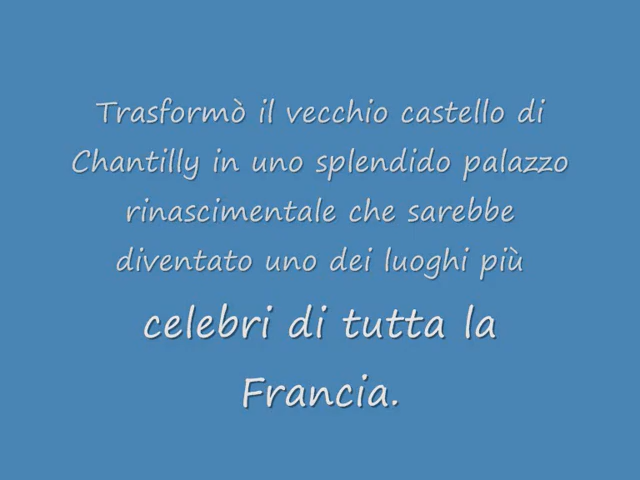 Trasformò il vecchio castello di
Chantilly in uno splendido palazzo
rinascimentale che sarebbe
diventato uno dei luoghi più
celebri di tutta la
Francia.